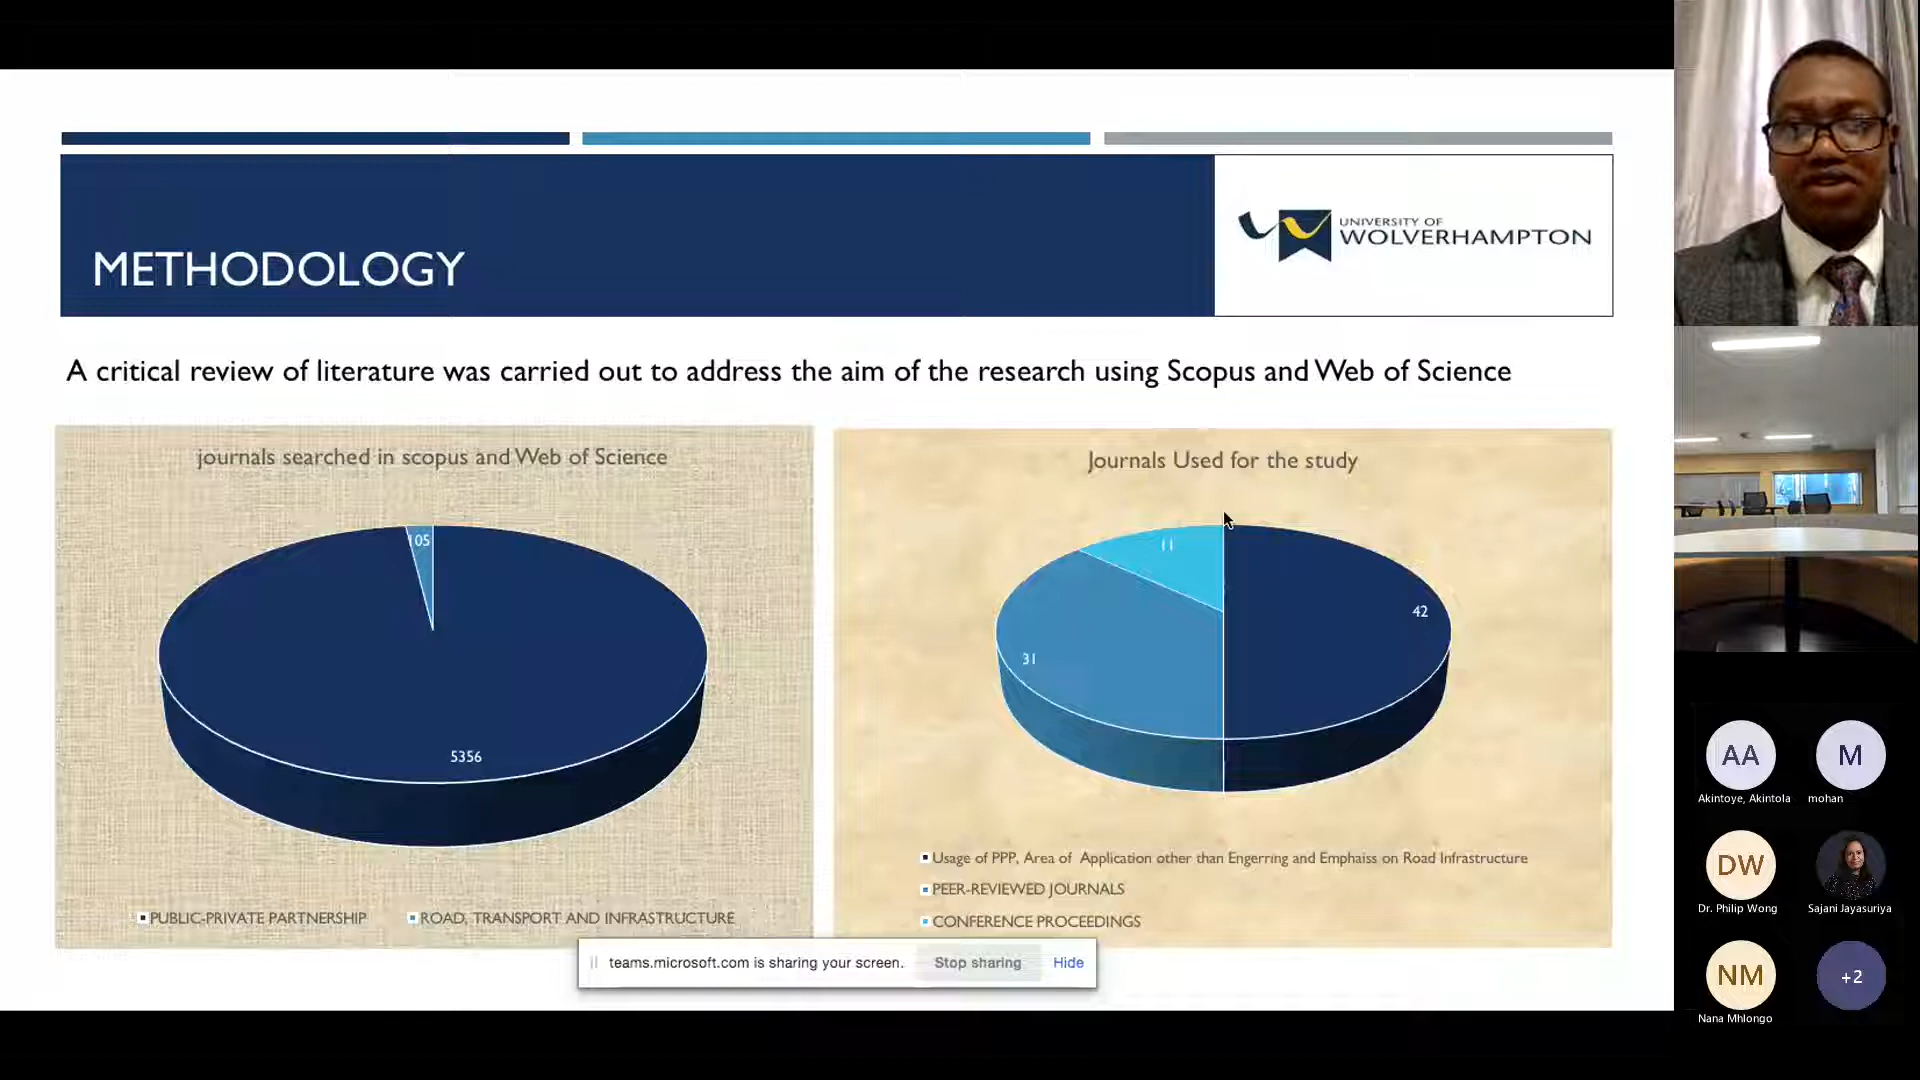 UNIVERSITY OF
WOLVERHAMPTON
METHODOLOGY
A critical review of literature was carried out to address the aim of the research using Scopus and Web of Science
journals searched in scopus and Web of Science
105
5356
PUBLIC-PRIVATE PARTNERSHIP
ROAD, TRANSPORT AND INFRASTRUCTURE
Journals Used for the study
11
42
31
Usage of PPP, Area of Application other than Engerring and Emphaiss on Road Infrastructure
PEER-REVIEWED JOURNALS
CONFERENCE PROCEEDINGS
teams.microsoft.com is sharing your screen.
Stop sharing
Hide
AA
Akintoye, Akintola
M
mohan
DW
Dr. Philip Wong
Sajani Jayasuriya
NM
Nana Mhlongo
+2